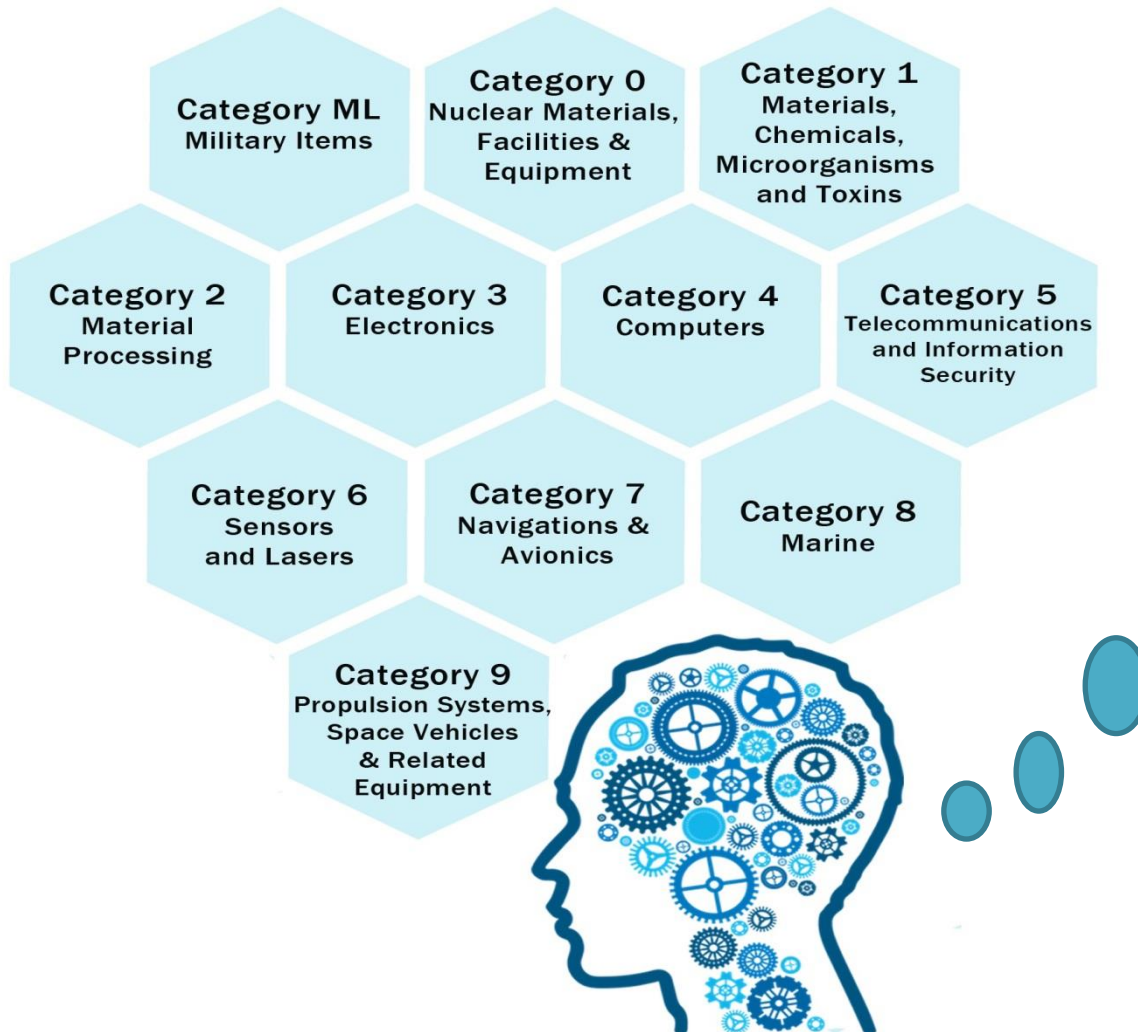 Category ML
Military Items
Category 0
Nuclear Materials,
Facilities &
Equipment
Category 1
Materials,
Chemicals,
Microorganisms
and Toxins
Category 2
Material
Processing
Category 3
Electronics
Category 4
Computers
Category 5
Telecommunications
and Information
Security
Category 6
Sensors
and Lasers
Category 7
Navigations &
Avionics
Category 8
Marine
Category 9
Propulsion Systems,
Space Vehicles
& Related
Equipment